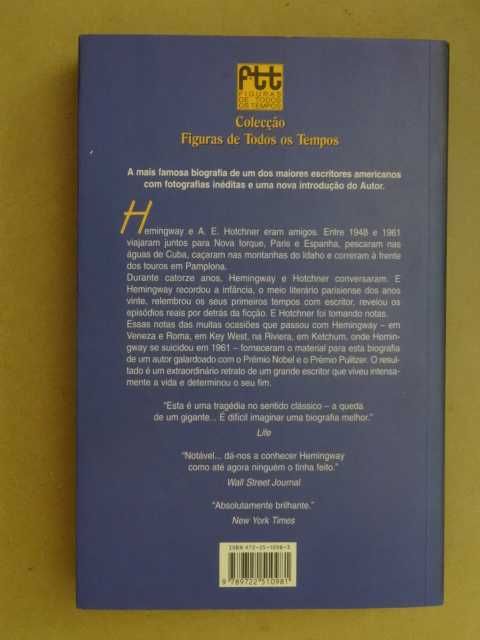 ftt
FIGURAS
DE TODOS
OS TEMPOS
Colecção
Figuras de Todos os Tempos
A mais famosa biografia de um dos maiores escritores americanos
com fotografias inéditas e uma nova introdução do Autor.
Hemingway e A. E. Hotchner eram amigos. Entre 1948 e 1961
viajaram juntos para Nova Iorque, Paris e Espanha, pescaram nas
águas de Cuba, caçaram nas montanhas do Idaho e correram à frente
dos touros em Pamplona.
Durante catorze anos, Hemingway e Hotchner conversaram. E
Hemingway recordou a infância, o meio literário parisiense dos anos
vinte, relembrou os seus primeiros tempos com escritor, revelou os
episódios reais por detrás da ficção. E Hotchner foi tomando notas.
Essas notas das muitas ocasiões que passou com Hemingway – em
Veneza e Roma, em Key West, na Riviera, em Ketchum, onde Hemin-
gway se suicidou em 1961 – forneceram o material para esta biografia
de um autor galardoado com o Prémio Nobel e o Prémio Pulitzer. O resul-
tado é um extraordinário retrato de um grande escritor que viveu intensa-
mente a vida e determinou o seu fim.
“Esta é uma tragédia no sentido clássico – a queda
de um gigante... É difícil imaginar uma biografia melhor.”
Life
“Notável... dá-nos a conhecer Hemingway
como até agora ninguém o tinha feito.”
Wall Street Journal
“Absolutamente brilhante.”
New York Times
ISBN 972-25-1098-3
9 789722 510981